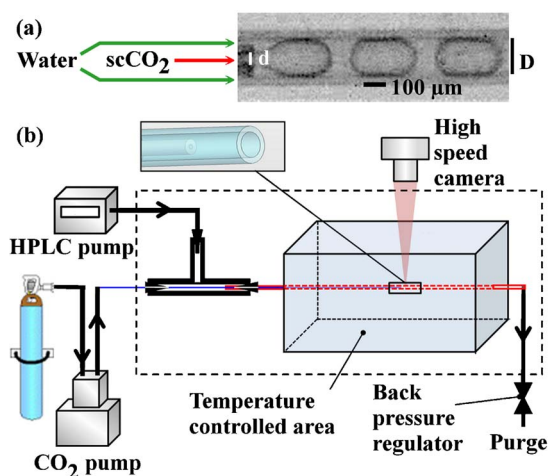 (a)
Water
scCO₂
d
D
100 µm
(b)
High
speed
camera
HPLC pump
Temperature
controlled area
Back
pressure
regulator
Purge
CO₂ pump